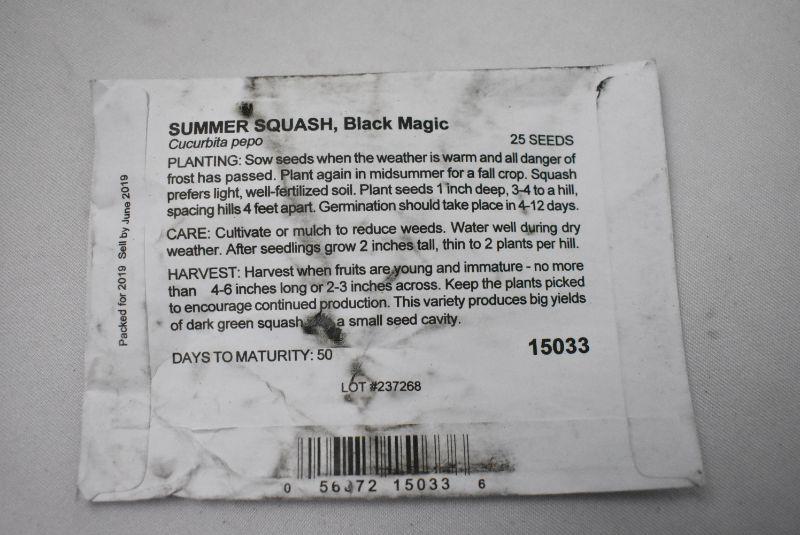 SUMMER SQUASH, Black Magic
Cucurbita pepo
25 SEEDS
PLANTING: Sow seeds when the weather is warm and all danger of
frost has passed. Plant again in midsummer for a fall crop. Squash
prefers light, well-fertilized soil. Plant seeds 1 inch deep, 3-4 to a hill,
spacing hills 4 feet apart. Germination should take place in 4-12 days.
CARE: Cultivate or mulch to reduce weeds. Water well during dry
weather. After seedlings grow 2 inches tall, thin to 2 plants per hill.
HARVEST: Harvest when fruits are young and immature - no more
than 4-6 inches long or 2-3 inches across. Keep the plants picked
to encourage continued production. This variety produces big yields
of dark green squash a small seed cavity.
DAYS TO MATURITY: 50
15033
LOT #237268
0 15033 6
Packed for 2019 Sell by June 2019